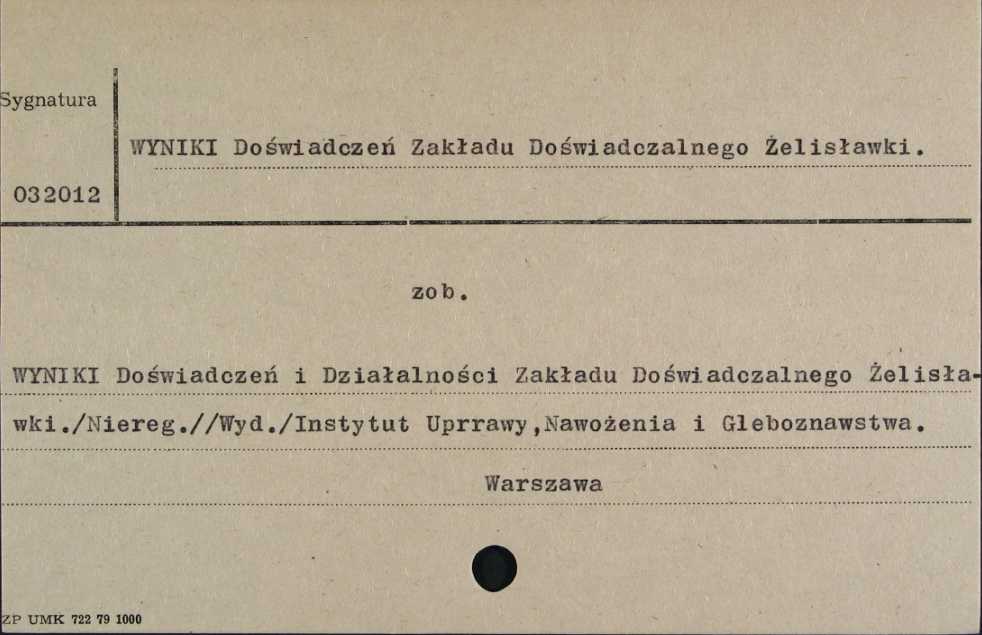 Sygnatura
WYNIKI Doświadczeń Zakładu Doświadczalnego Żelisławki.
032012
zob.
WYNIKI Doświadczeń i Działalności Zakładu Doświadczalnego Żelisła-
wki./Niereg.//Wyd./Instytut Uprrawy,Nawożenia i Gleboznawstwa.
Warszawa
ZP UMK 722 79 1000